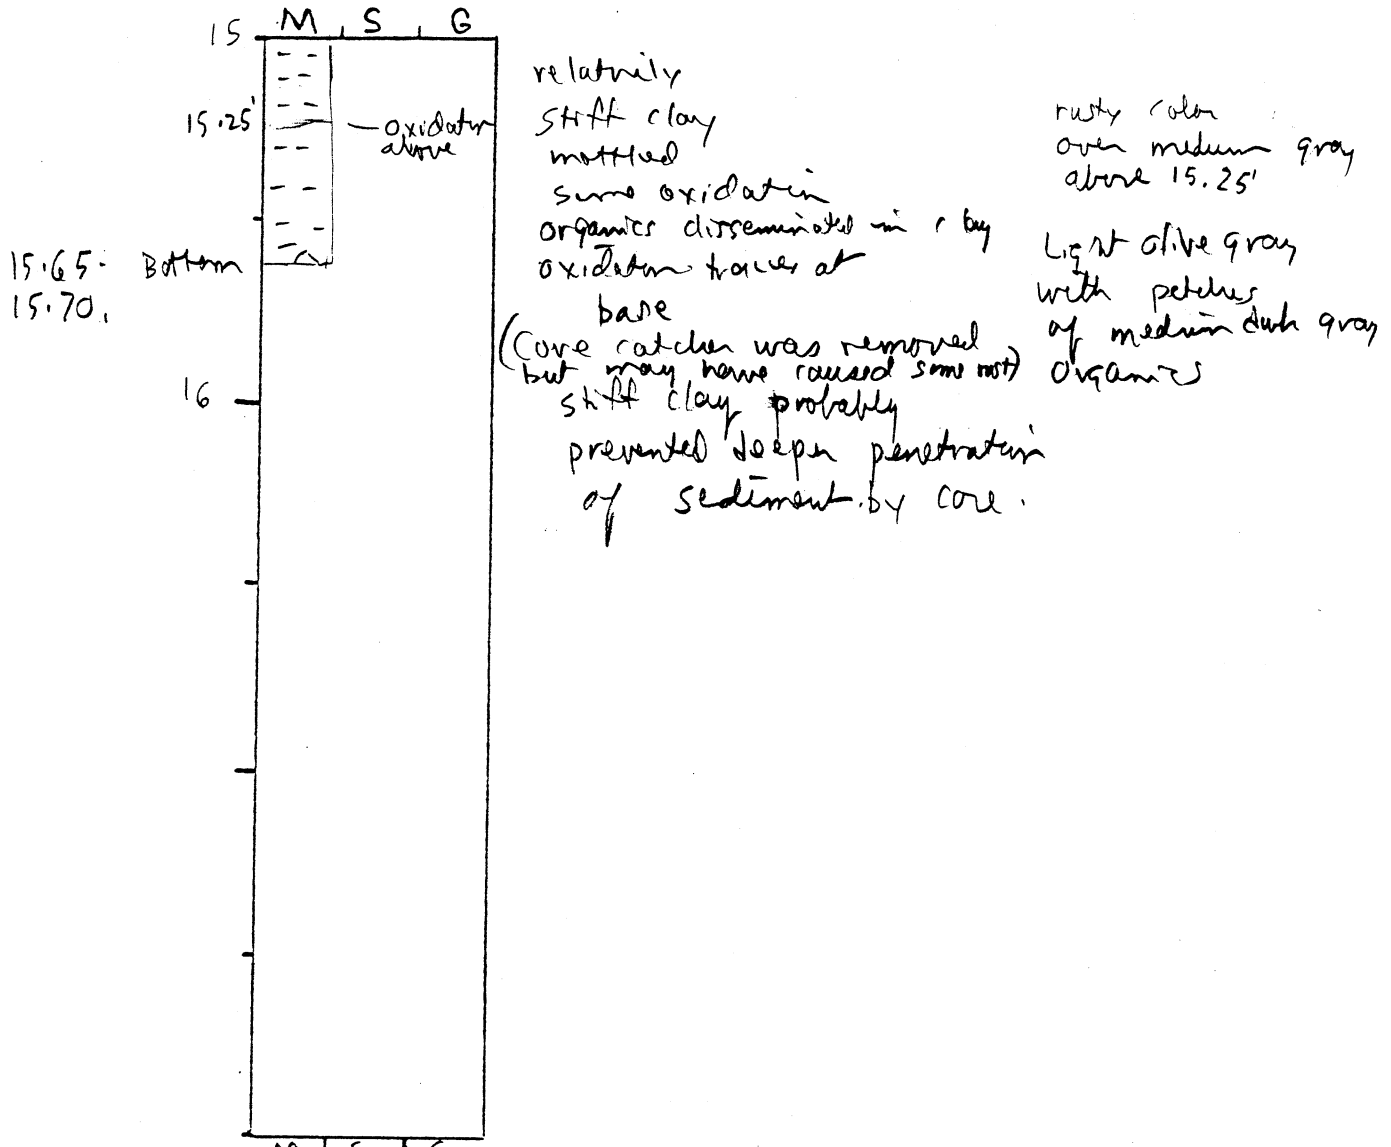 M S G
15
15.25'
— oxidation
above
15.65- Bottom
15.70.
16
relatively
stiff clay
mottled
some oxidation
organics disseminated in clay
oxidation traces at
base
(Core catcher was removed
but may have caused some rust)
stiff clay probably
prevented deeper penetration
of sediment by core.
rusty color
over medium gray
above 15.25'
Light olive gray
with patches
of medium dark gray
organics
M S G